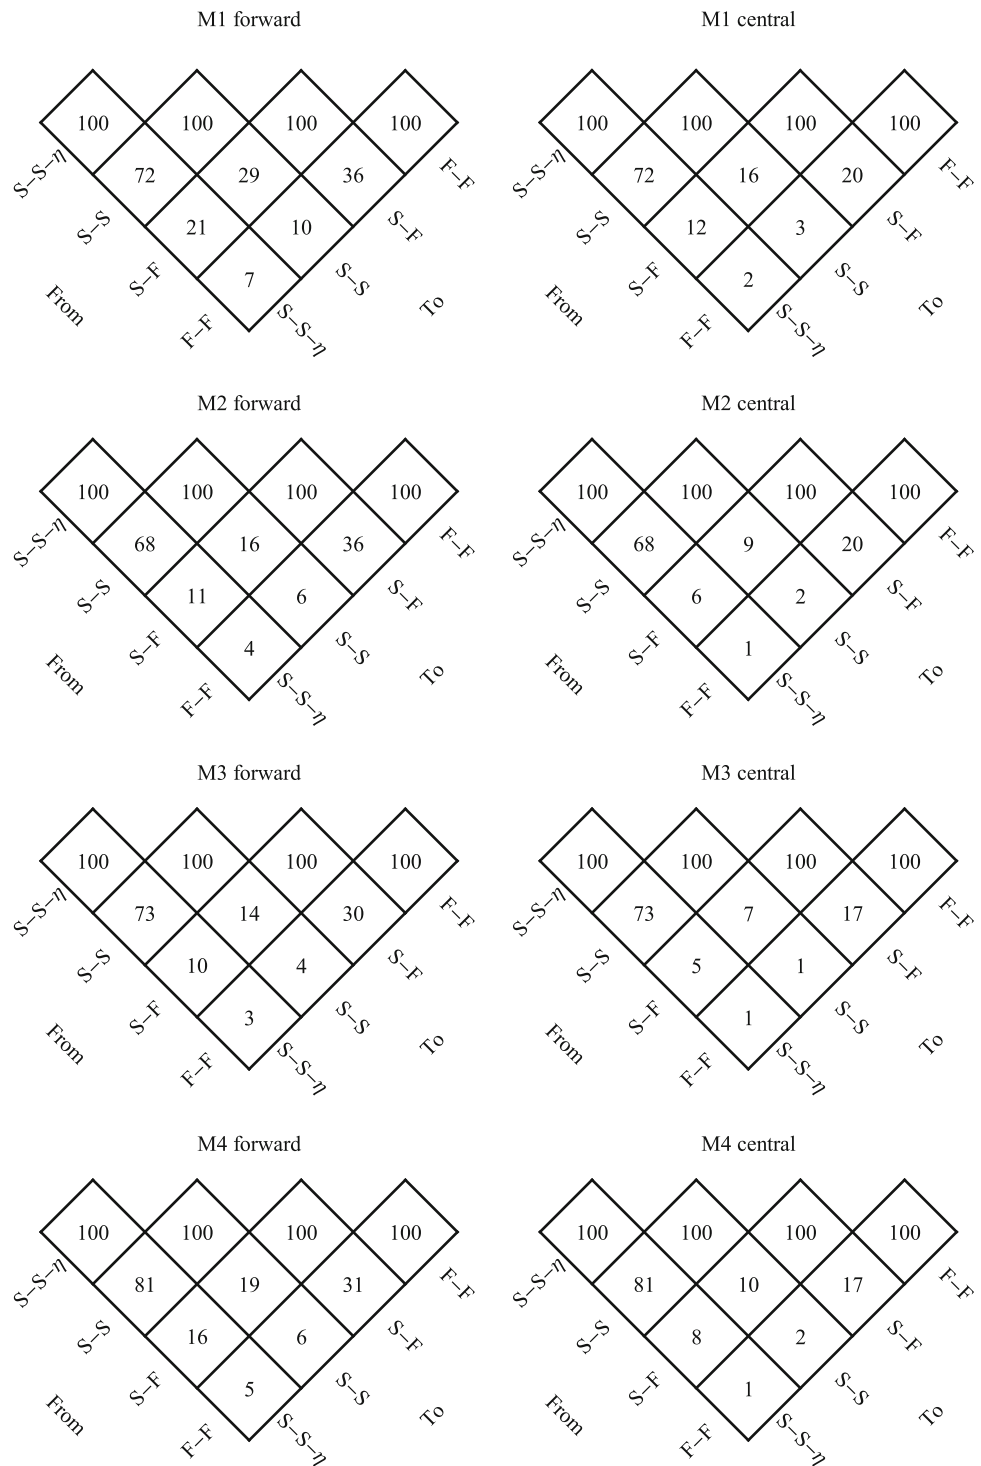 M1 forward
M1 central
100 100 100 100
100 100 100 100
S–S–η 72 29 36 F–F
S–S–η 72 16 20 F–F
S–S 21 10 S–F
S–S 12 3 S–F
From S–F 7 S–S To
From S–F 2 S–S To
F–F S–S–η
F–F S–S–η
M2 forward
M2 central
100 100 100 100
100 100 100 100
S–S–η 68 16 36 F–F
S–S–η 68 9 20 F–F
S–S 11 6 S–F
S–S 6 2 S–F
From S–F 4 S–S To
From S–F 1 S–S To
F–F S–S–η
F–F S–S–η
M3 forward
M3 central
100 100 100 100
100 100 100 100
S–S–η 73 14 30 F–F
S–S–η 73 7 17 F–F
S–S 10 4 S–F
S–S 5 1 S–F
From S–F 3 S–S To
From S–F 1 S–S To
F–F S–S–η
F–F S–S–η
M4 forward
M4 central
100 100 100 100
100 100 100 100
S–S–η 81 19 31 F–F
S–S–η 81 10 17 F–F
S–S 16 6 S–F
S–S 8 2 S–F
From S–F 5 S–S To
From S–F 1 S–S To
F–F S–S–η
F–F S–S–η